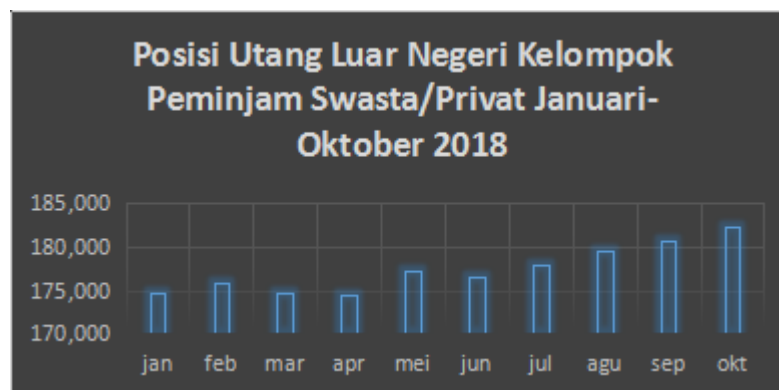 Posisi Utang Luar Negeri Kelompok
Peminjam Swasta/Privat Januari-
Oktober 2018
185,000
180,000
175,000
170,000
jan feb mar apr mei jun jul agu sep okt